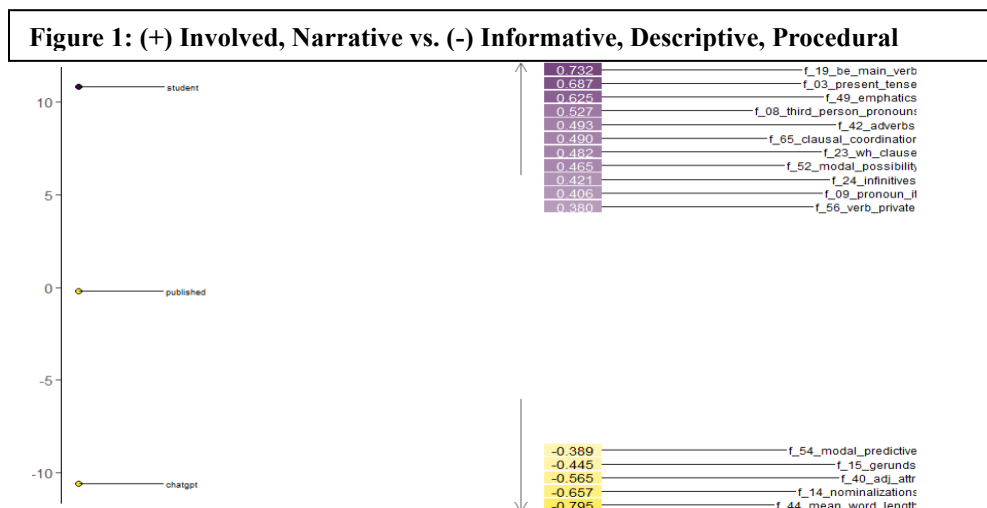 Figure 1: (+) Involved, Narrative vs. (-) Informative, Descriptive, Procedural
10
5
0
-5
-10
student
published
chatgpt
0.732 f_19_be_main_verb
0.687 f_03_present_tense
0.625 f_49_emphatics
0.527 f_08_third_person_pronouns
0.493 f_42_adverbs
0.490 f_65_clausal_coordination
0.482 f_23_wh_clause
0.465 f_52_modal_possibility
0.421 f_24_infinitives
0.406 f_09_pronoun_it
0.380 f_56_verb_private
-0.389 f_54_modal_predictive
-0.445 f_15_gerunds
-0.565 f_40_adj_attr
-0.657 f_14_nominalizations
-0.795 f_44_mean_word_length